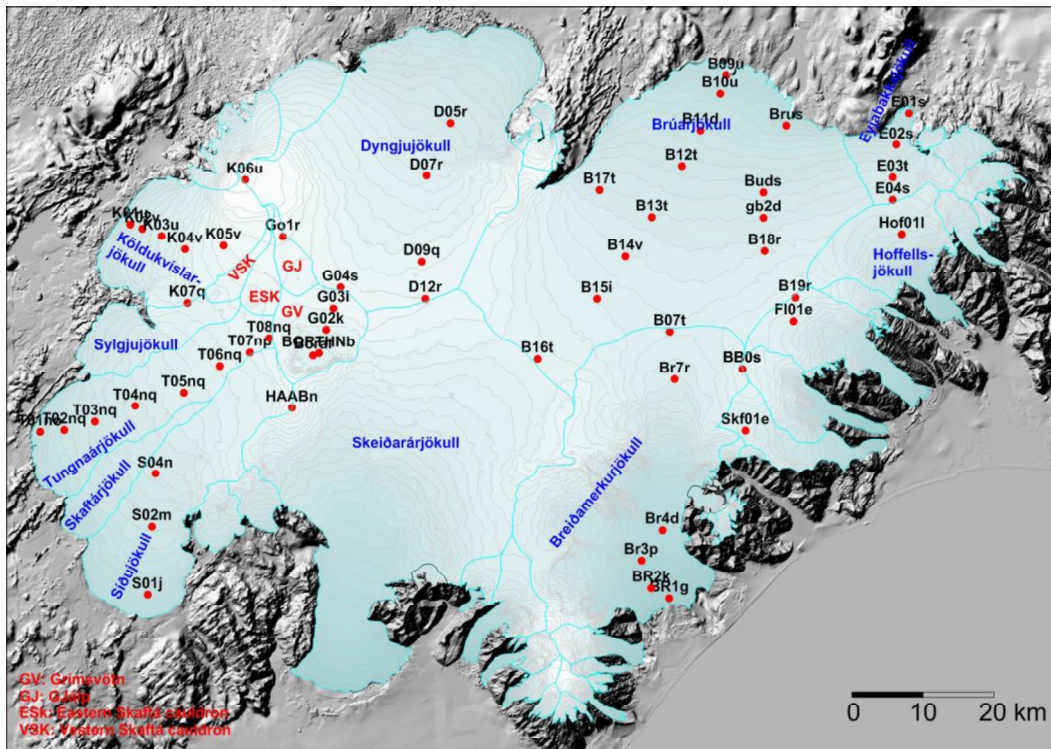 B09u
B10u
Eyjabakkajökull
E01s
D05r
B11d
Brus
Brúarjökull
E02s
Dyngjujökull
B12t
D07r
E03t
K06u
B17t
Buds
E04s
B13t
gb2d
K03u
Go1r
Hof01l
K04v
K05v
B14v
B18r
Hoffells-
jökull
Köldukvíslar-
jökull
VSK
GJ
D09q
G04s
K07q
ESK
GV
G03i
D12r
B15i
B19r
Fl01e
G02k
T08nq
B07t
Sylgjujökull
T07np
T06nq
B16t
BB0s
Br7r
T05nq
HAABn
T04nq
T03nq
T02nq
Skf01e
Skeiðarárjökull
Tungnaárjökull
S04n
Skaftárjökull
Breiðamerkurjökull
S02m
Br4d
Síðujökull
Br3p
BR2k
BR1g
S01j
GV: Grímsvötn
GJ: GJálp
ESk: Eastern Skaftá cauldron
VSK: Vestern Skaftá cauldron
0 10 20 km